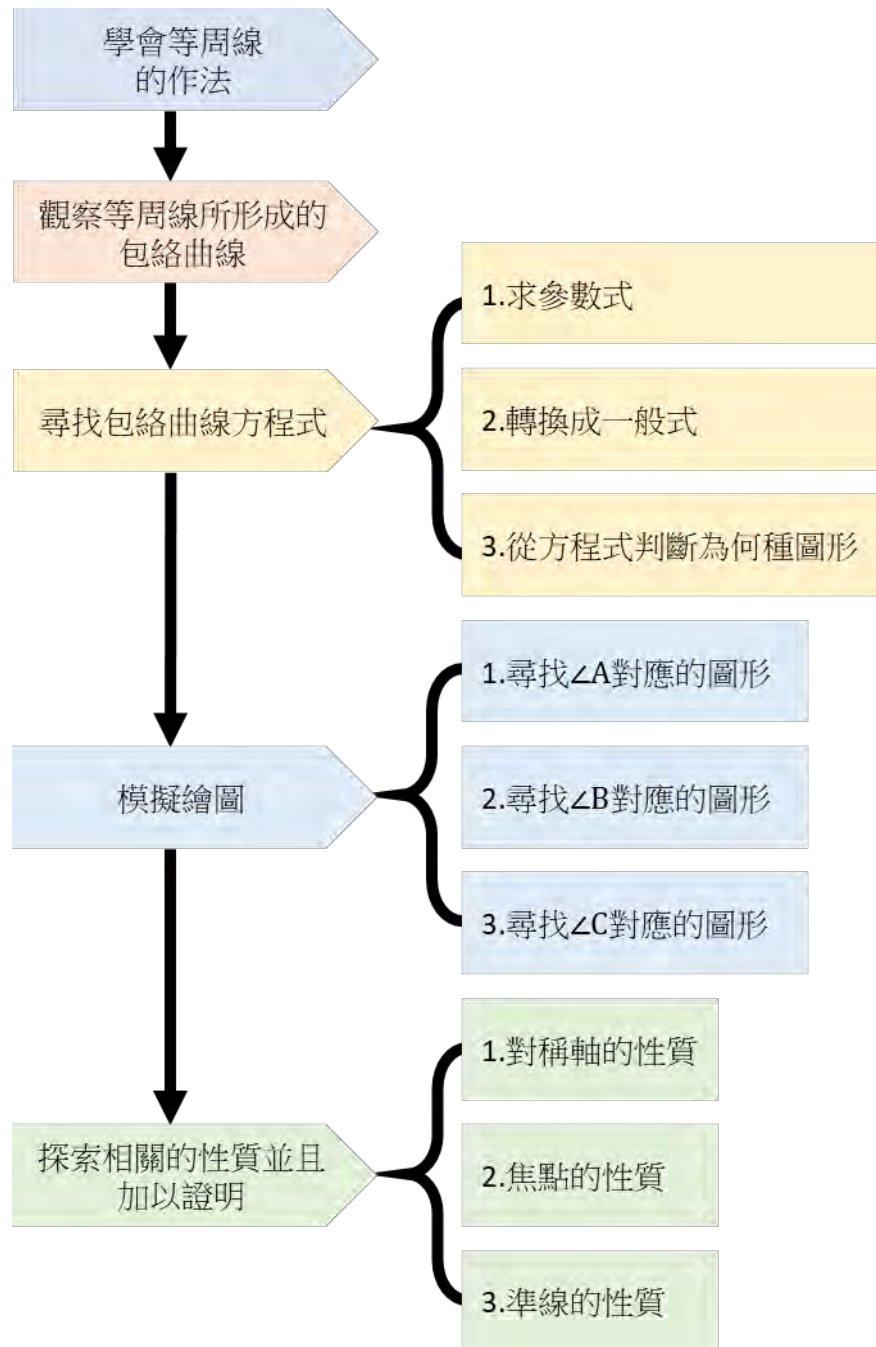 學會等周線
的作法
觀察等周線所形成的
包絡曲線
尋找包絡曲線方程式
1.求參數式
2.轉換成一般式
3.從方程式判斷為何種圖形
模擬繪圖
1.尋找∠A對應的圖形
2.尋找∠B對應的圖形
3.尋找∠C對應的圖形
探索相關的性質並且
加以證明
1.對稱軸的性質
2.焦點的性質
3.準線的性質